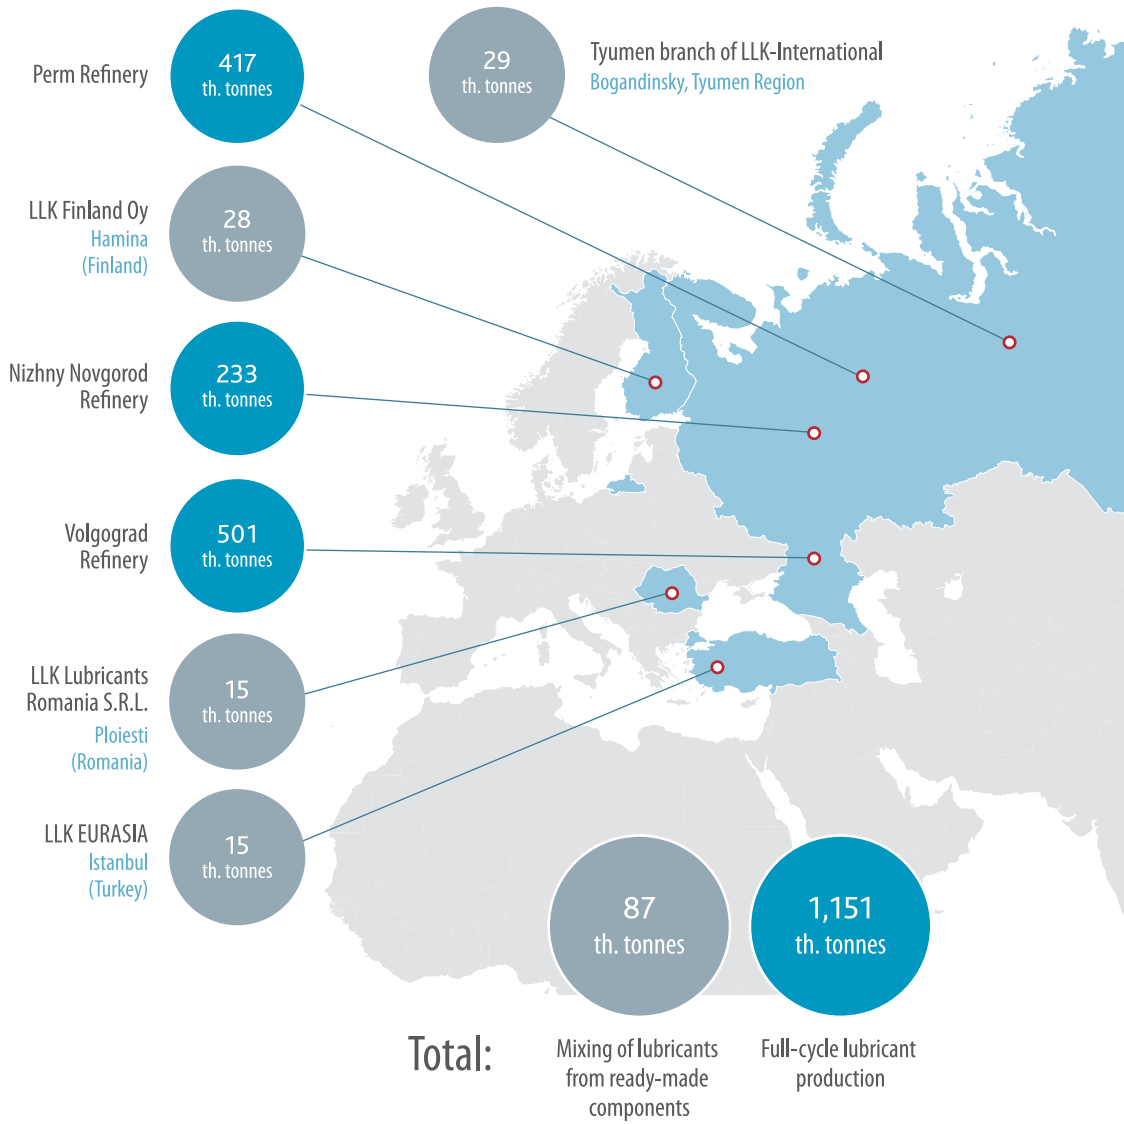 Perm Refinery
417
th. tonnes
29
th. tonnes
Tyumen branch of LLK-International
Bogandinsky, Tyumen Region
LLK Finland Oy
Hamina
(Finland)
28
th. tonnes
Nizhny Novgorod
Refinery
233
th. tonnes
Volgograd
Refinery
501
th. tonnes
LLK Lubricants
Romania S.R.L.
Ploiesti
(Romania)
15
th. tonnes
LLK EURASIA
Istanbul
(Turkey)
15
th. tonnes
87
th. tonnes
1,151
th. tonnes
Total:
Mixing of lubricants
from ready-made
components
Full-cycle lubricant
production